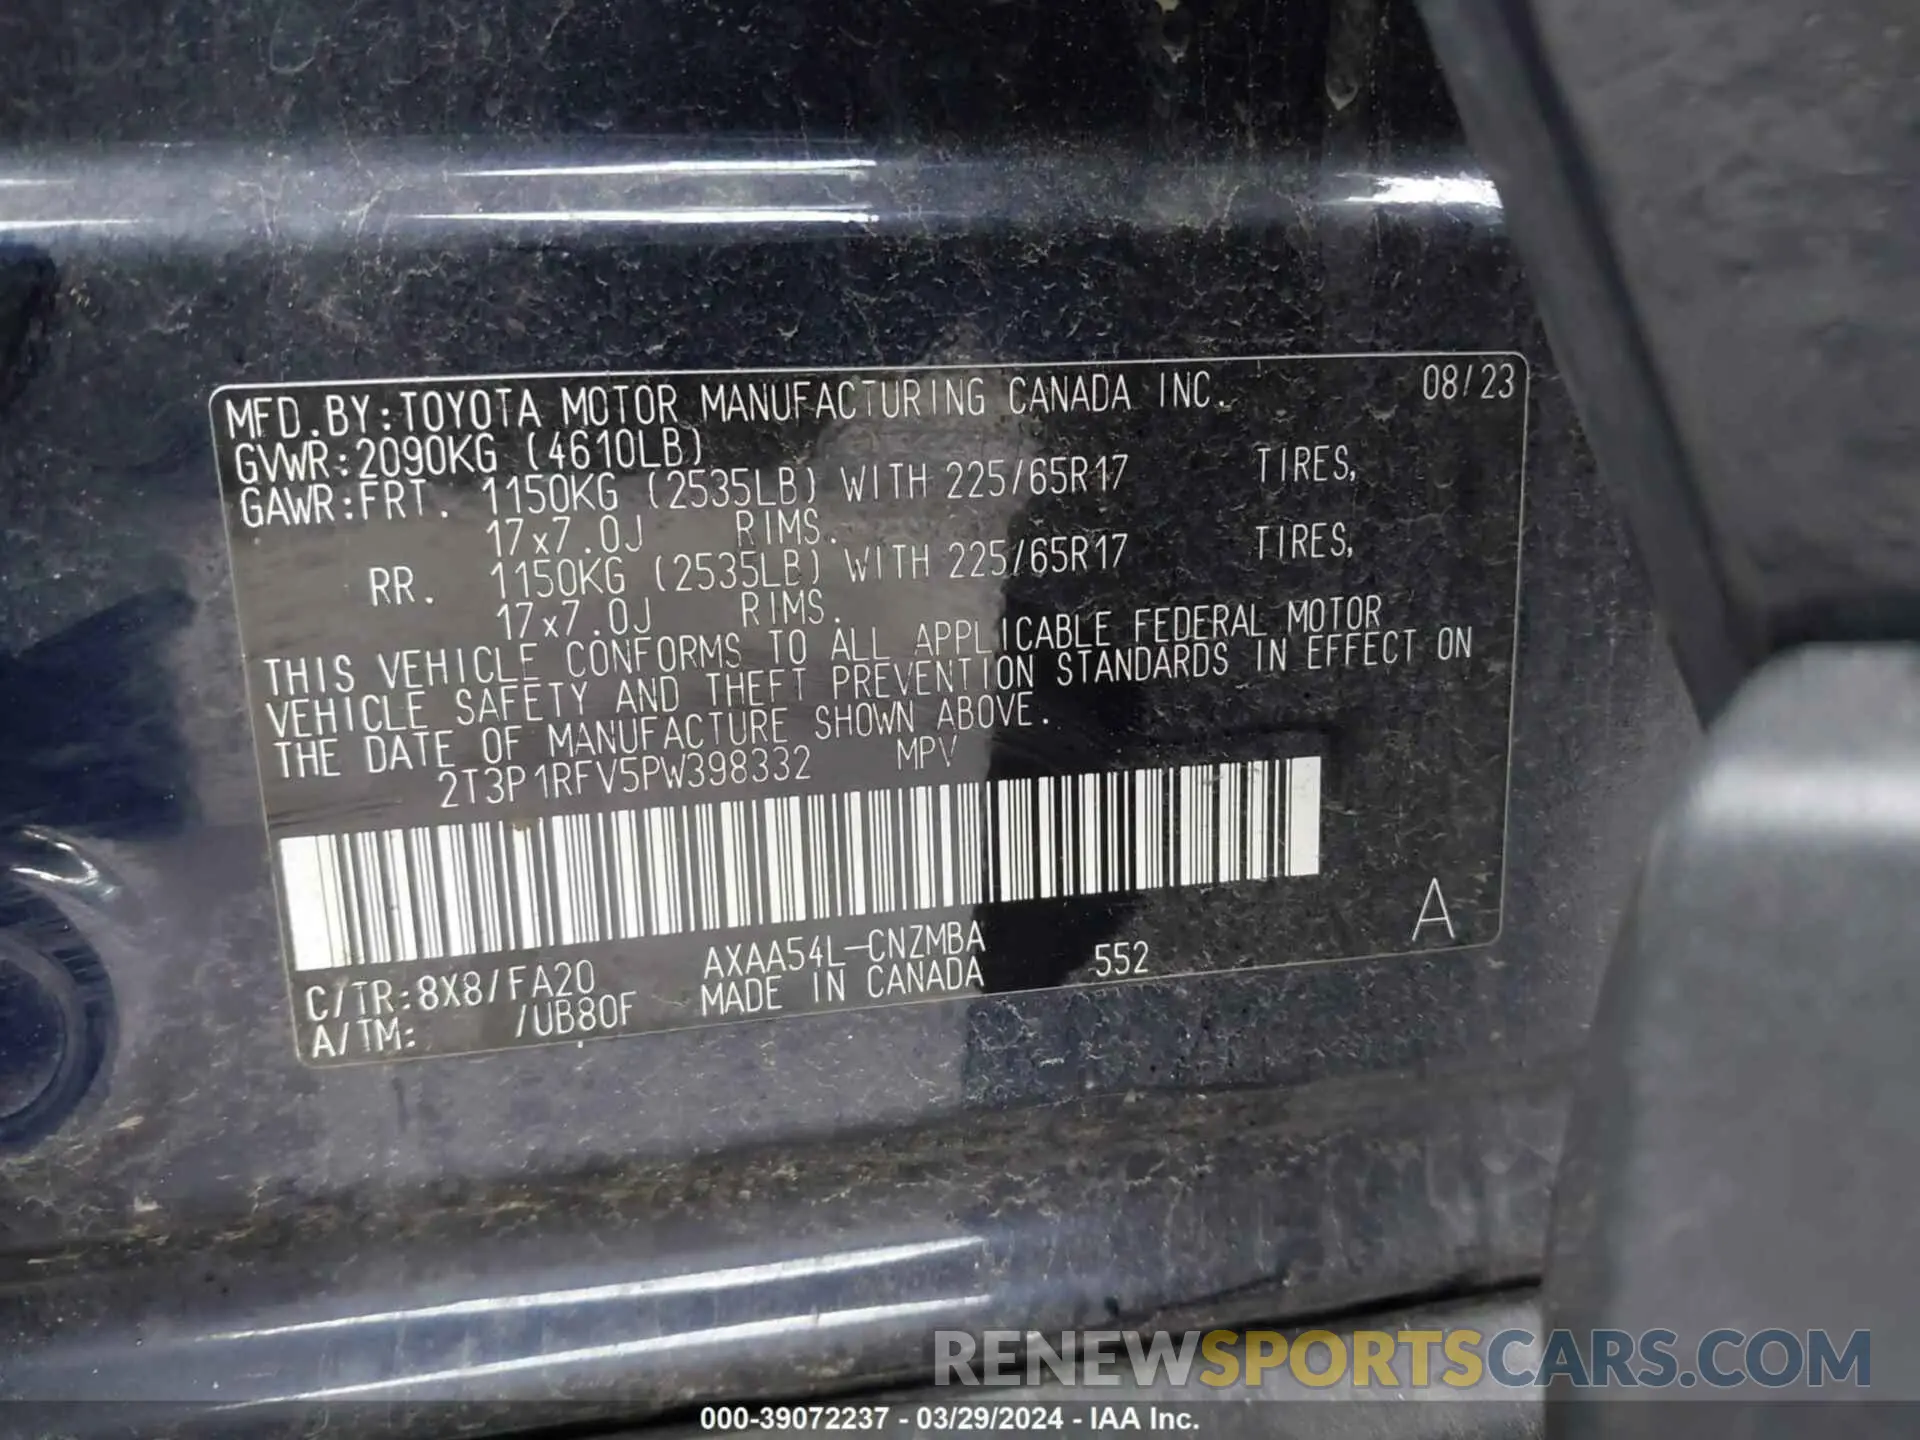 MFD.BY:TOYOTA MOTOR MANUFACTURING CANADA INC. 08/23
GVWR:2090KG (4610LB)
GAWR:FRT. 1150KG (2535LB) WITH 225/65R17 TIRES,
17x7.0J RIMS.
RR. 1150KG (2535LB) WITH 225/65R17 TIRES,
17x7.0J RIMS.
THIS VEHICLE CONFORMS TO ALL APPLICABLE FEDERAL MOTOR
VEHICLE SAFETY AND THEFT PREVENTION STANDARDS IN EFFECT ON
THE DATE OF MANUFACTURE SHOWN ABOVE.
2T3P1RFV5PW398332 MPV
A
C/TR:8X8/FA20 AXAA54L-CNZMBA 552
A/TM: /UB80F MADE IN CANADA
RENEWSPORTSCARS.COM
000-39072237 - 03/29/2024 - IAA Inc.